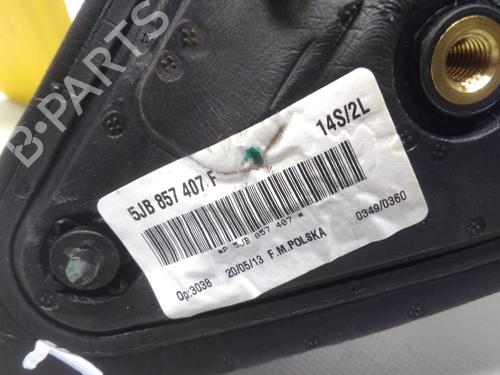 B-PARTS
14S/2L
5JB 857 407 F
*P 5JB 857 407 *
0349/0360
Op:3038 20/05/13 F.M.POLSKA